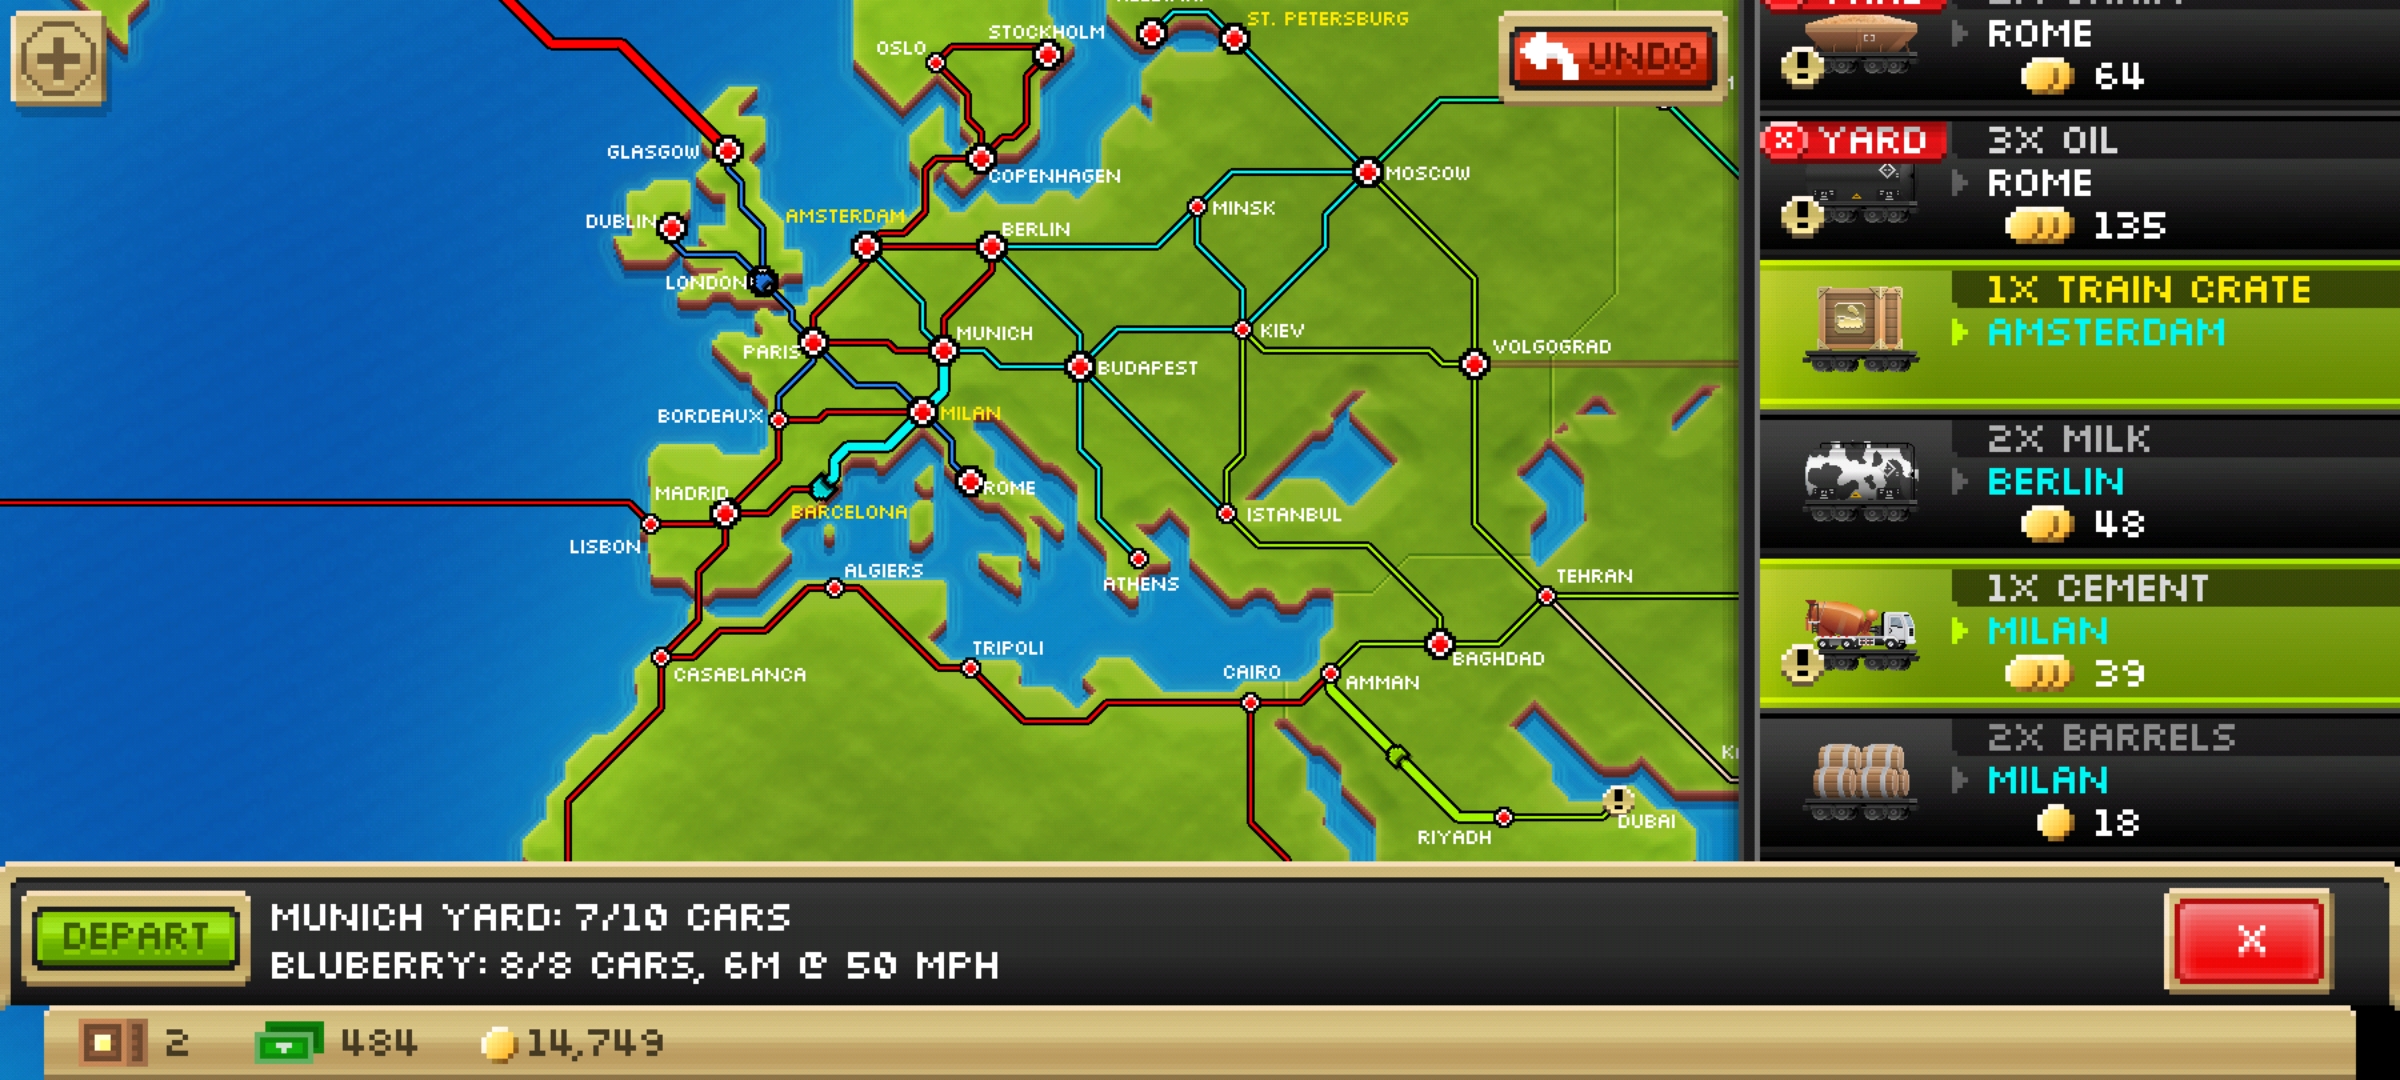 STOCKHOLM
OSLO
ST. PETERSBURG
UNDO
GLASGOW
COPENHAGEN
MOSCOW
DUBLIN
AMSTERDAM
BERLIN
MINSK
LONDON
PARIS
MUNICH
BUDAPEST
KIEV
VOLGOGRAD
BORDEAUX
MILAN
MADRID
BARCELONA
ROME
ISTANBUL
LISBON
ALGIERS
ATHENS
TEHRAN
CASABLANCA
TRIPOLI
CAIRO
AMMAN
BAGHDAD
RIYADH
DUBAI
ROME
64
YARD
3X OIL
ROME
135
1X TRAIN CRATE
AMSTERDAM
2X MILK
BERLIN
48
1X CEMENT
MILAN
39
2X BARRELS
MILAN
18
DEPART
MUNICH YARD: 7/10 CARS
BLUBERRY: 8/8 CARS, 6M @ 50 MPH
X
2
484
14,749